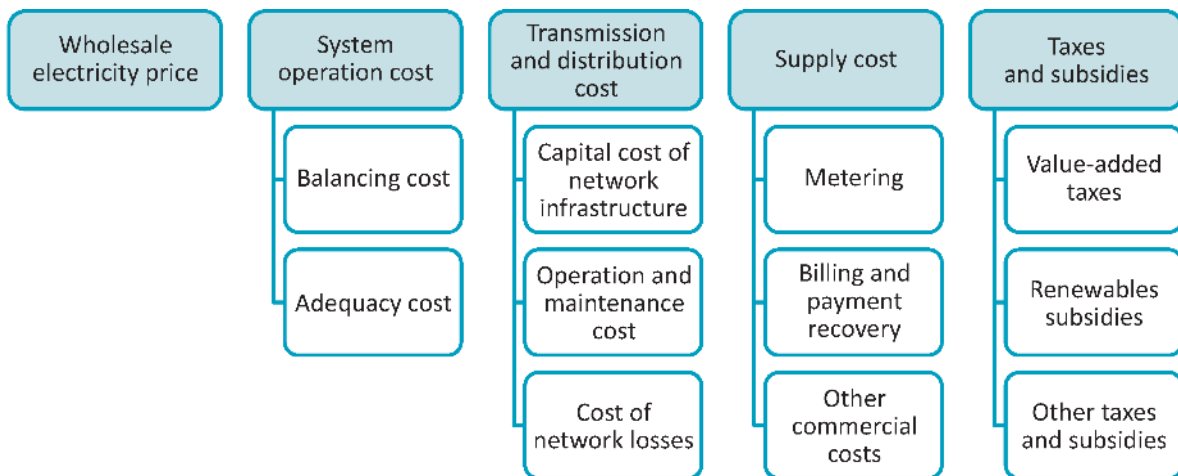 Wholesale
electricity price
System
operation cost
Balancing cost
Adequacy cost
Transmission
and distribution
cost
Capital cost of
network
infrastructure
Operation and
maintenance
cost
Cost of
network losses
Supply cost
Metering
Billing and
payment
recovery
Other
commercial
costs
Taxes
and subsidies
Value-added
taxes
Renewables
subsidies
Other taxes
and subsidies